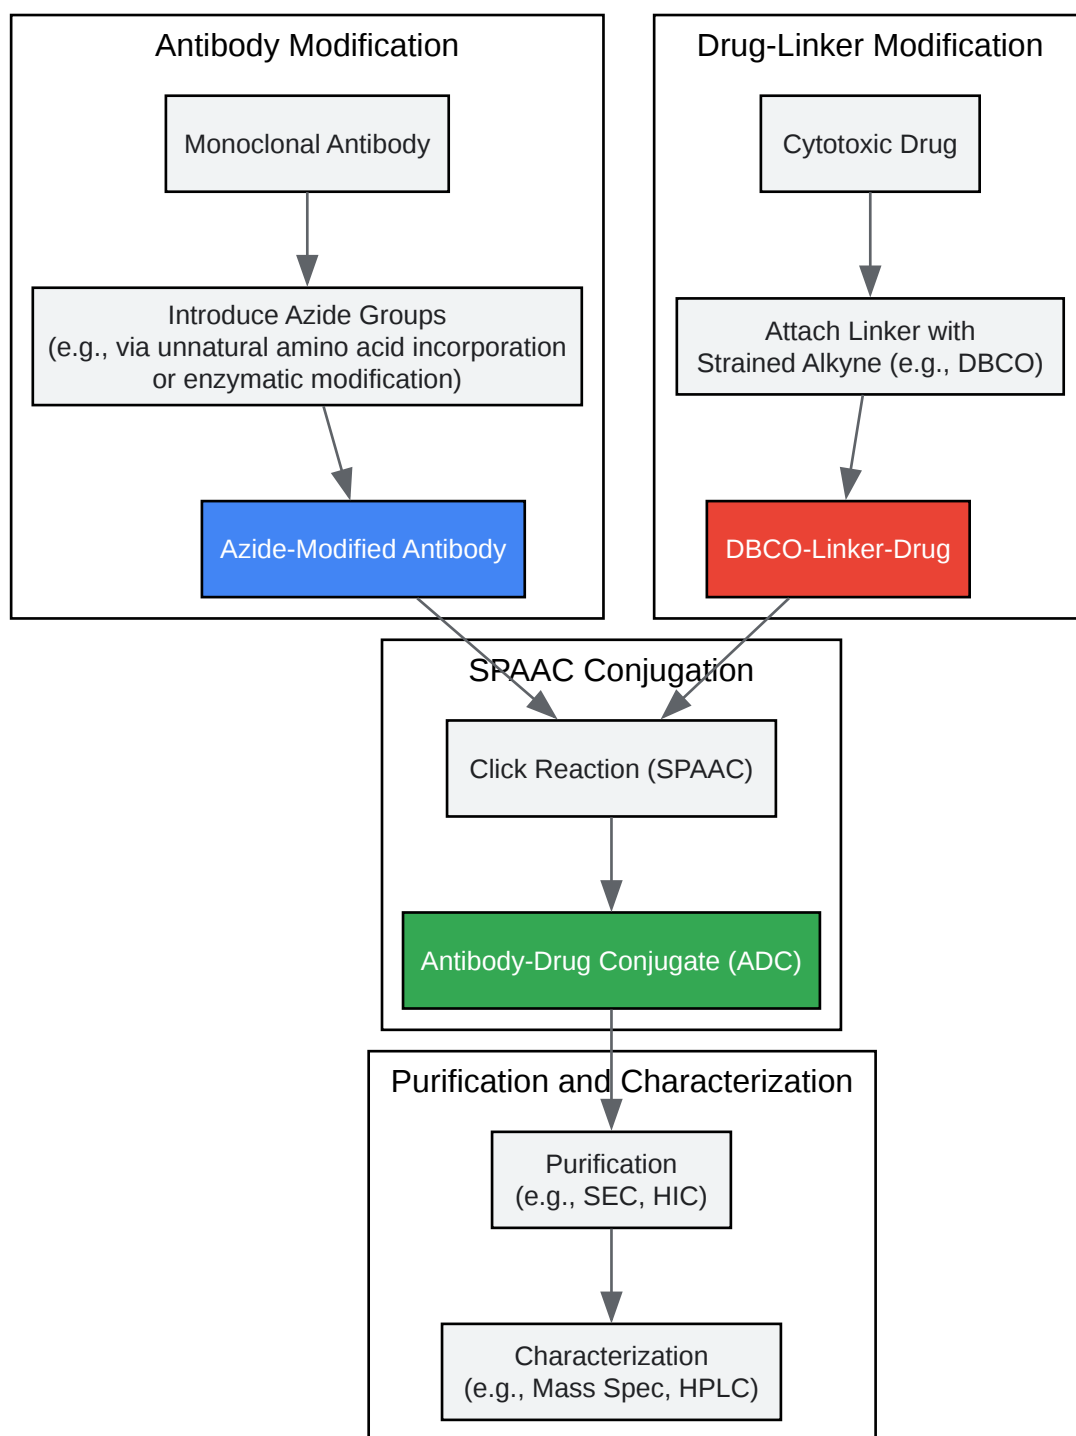 Antibody Modification
Monoclonal Antibody
Introduce Azide Groups
(e.g., via unnatural amino acid incorporation
or enzymatic modification)
Azide-Modified Antibody
Drug-Linker Modification
Cytotoxic Drug
Attach Linker with
Strained Alkyne (e.g., DBCO)
DBCO-Linker-Drug
SPAAC Conjugation
Click Reaction (SPAAC)
Antibody-Drug Conjugate (ADC)
Purification and Characterization
Purification
(e.g., SEC, HIC)
Characterization
(e.g., Mass Spec, HPLC)